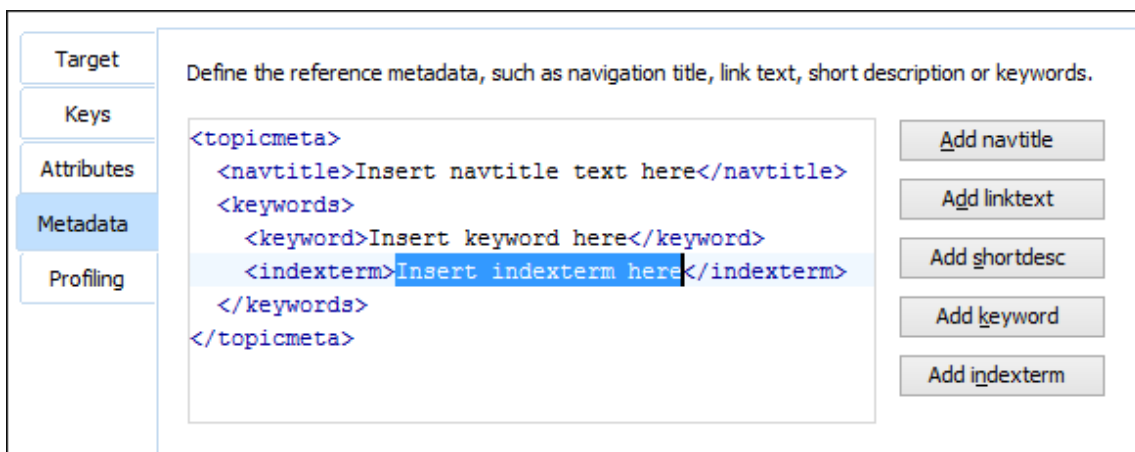 Target
Keys
Attributes
Metadata
Profiling
Define the reference metadata, such as navigation title, link text, short description or keywords.
<topicmeta>
  <navtitle>Insert navtitle text here</navtitle>
  <keywords>
    <keyword>Insert keyword here</keyword>
    <indexterm>Insert indexterm here</indexterm>
  </keywords>
</topicmeta>
Add navtitle
Add linktext
Add shortdesc
Add keyword
Add indexterm